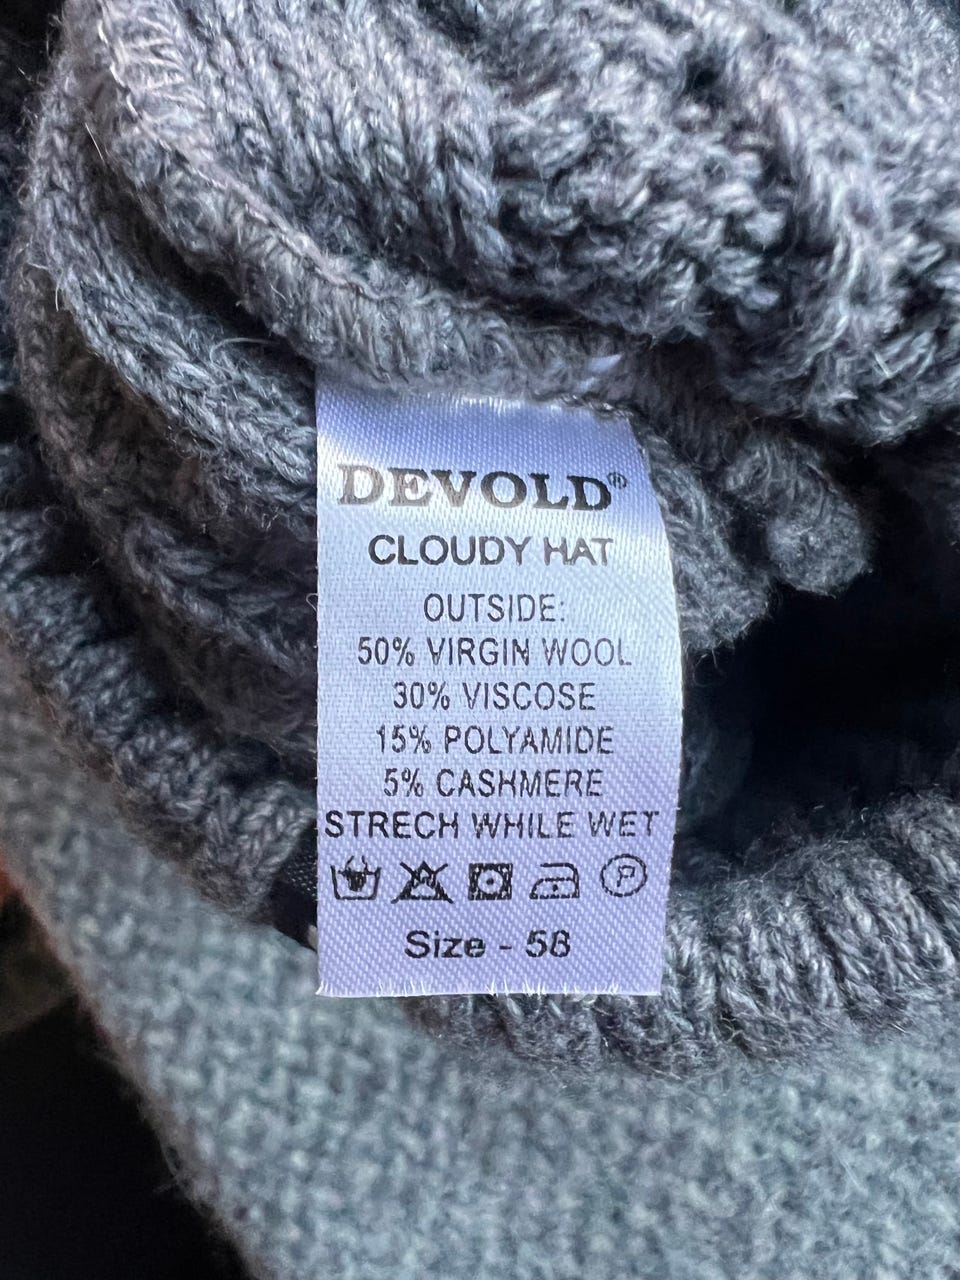 DEVOLD®
CLOUDY HAT
OUTSIDE:
50% VIRGIN WOOL
30% VISCOSE
15% POLYAMIDE
5% CASHMERE
STRECH WHILE WET
P
Size - 58